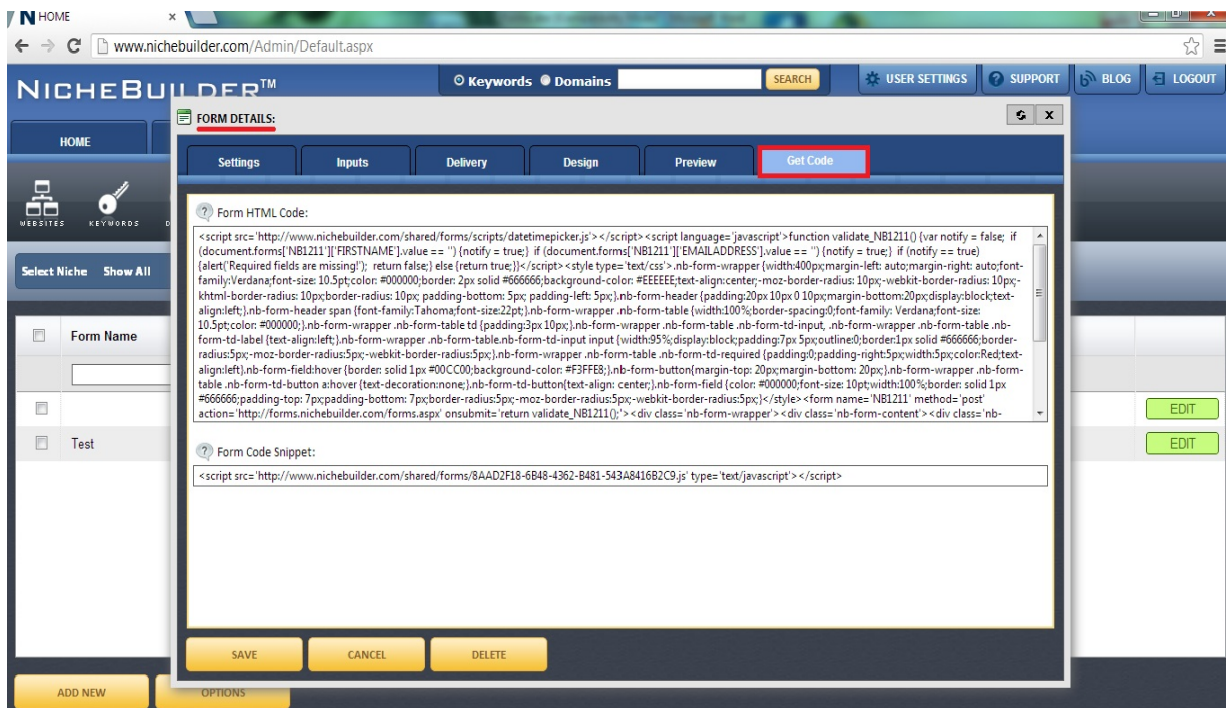 HOME
www.nichebuilder.com/Admin/Default.aspx
NICHEBUILDER™
Keywords Domains SEARCH USER SETTINGS SUPPORT BLOG LOGOUT
FORM DETAILS:
HOME
Settings Inputs Delivery Design Preview Get Code
WEBSITES KEYWORDS
Select Niche Show All
Form Name
Test
EDIT
EDIT
Form HTML Code:
<script src='http://www.nichebuilder.com/shared/forms/scripts/datetimepicker.js'></script><script language='javascript'>function validate_NB1211() {var notify = false; if
(document.forms['NB1211']['FIRSTNAME'].value == '') {notify = true;} if (document.forms['NB1211']['EMAILADDRESS'].value == '') {notify = true;} if (notify == true)
{alert('Required fields are missing!'); return false;} else {return true;}}</script><style type='text/css'>.nb-form-wrapper {width:400px;margin-left: auto;margin-right: auto;font-
family:Verdana;font-size: 10.5pt;color: #000000;border: 2px solid #666666;background-color: #EEEEEE;text-align:center;-moz-border-radius: 10px;-webkit-border-radius: 10px;-
khtml-border-radius: 10px;border-radius: 10px; padding-bottom: 5px; padding-left: 5px;}.nb-form-header {padding:20px 10px 0 10px;margin-bottom:20px;display:block;text-
align:left;}.nb-form-header span {font-family:Tahoma;font-size:22pt;}.nb-form-wrapper .nb-form-table {width:100%;border-spacing:0;font-family: Verdana;font-size:
10.5pt;color: #000000;}.nb-form-wrapper .nb-form-table td {padding:3px 10px;}.nb-form-wrapper .nb-form-table .nb-form-td-input, .nb-form-wrapper .nb-form-table .nb-
form-td-label {text-align:left;}.nb-form-wrapper .nb-form-table.nb-form-td-input input {width:95%;display:block;padding:7px 5px;outline:0;border:1px solid #666666;border-
radius:5px;-moz-border-radius:5px;-webkit-border-radius:5px;}.nb-form-wrapper .nb-form-table .nb-form-td-required {padding:0;padding-right:5px;width:5px;color:Red;text-
align:left}.nb-form-field:hover {border: solid 1px #00CC00;background-color: #F3FFE8;}.nb-form-button{margin-top: 20px;margin-bottom: 20px;}.nb-form-wrapper .nb-form-
table .nb-form-td-button a:hover {text-decoration:none;}.nb-form-td-button{text-align: center;}.nb-form-field {color: #000000;font-size: 10pt;width:100%;border: solid 1px
#666666;padding-top: 7px;padding-bottom: 7px;border-radius:5px;-moz-border-radius:5px;-webkit-border-radius:5px;}</style><form name='NB1211' method='post'
action='http://forms.nichebuilder.com/forms.aspx' onsubmit='return validate_NB1211();'><div class='nb-form-wrapper'><div class='nb-form-content'><div class='nb-
Form Code Snippet:
<script src='http://www.nichebuilder.com/shared/forms/8AAD2F18-6B48-4362-B481-543A8416B2C9.js' type='text/javascript'></script>
SAVE CANCEL DELETE
ADD NEW OPTIONS